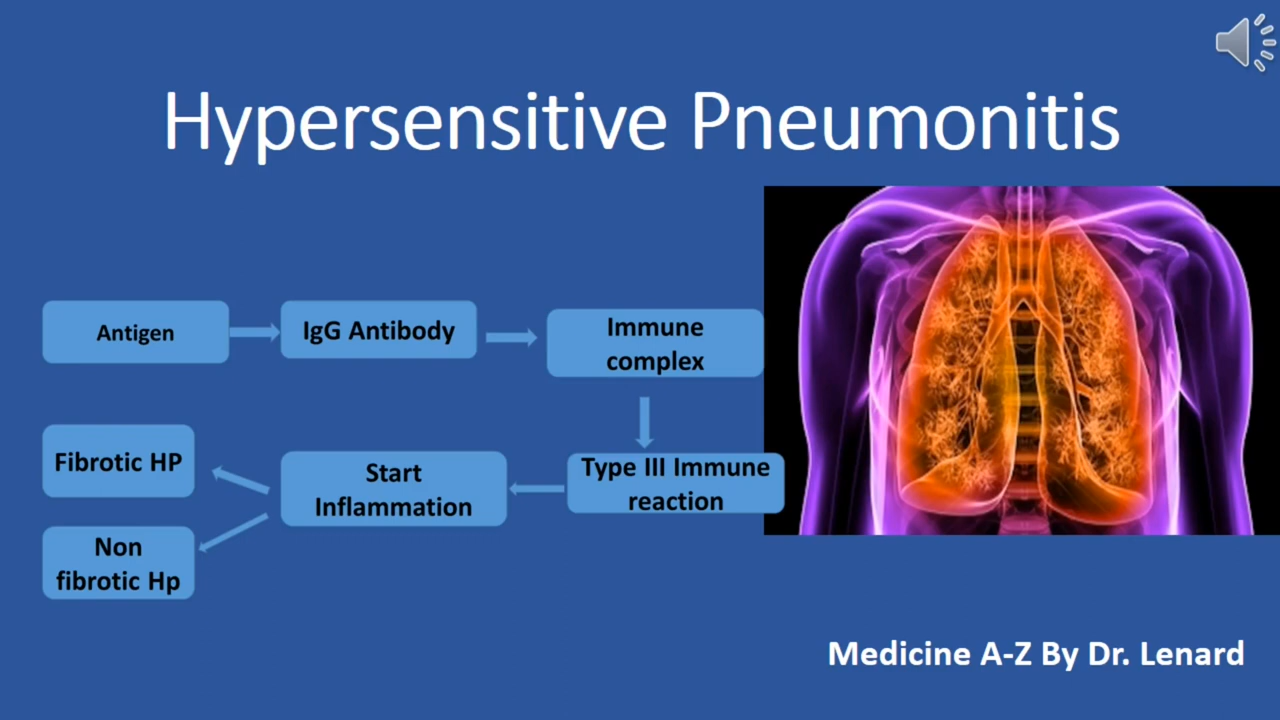 Hypersensitive Pneumonitis
Antigen
IgG Antibody
Immune
complex
Type III Immune
reaction
Start
Inflammation
Fibrotic HP
Non
fibrotic Hp
Medicine A-Z By Dr. Lenard